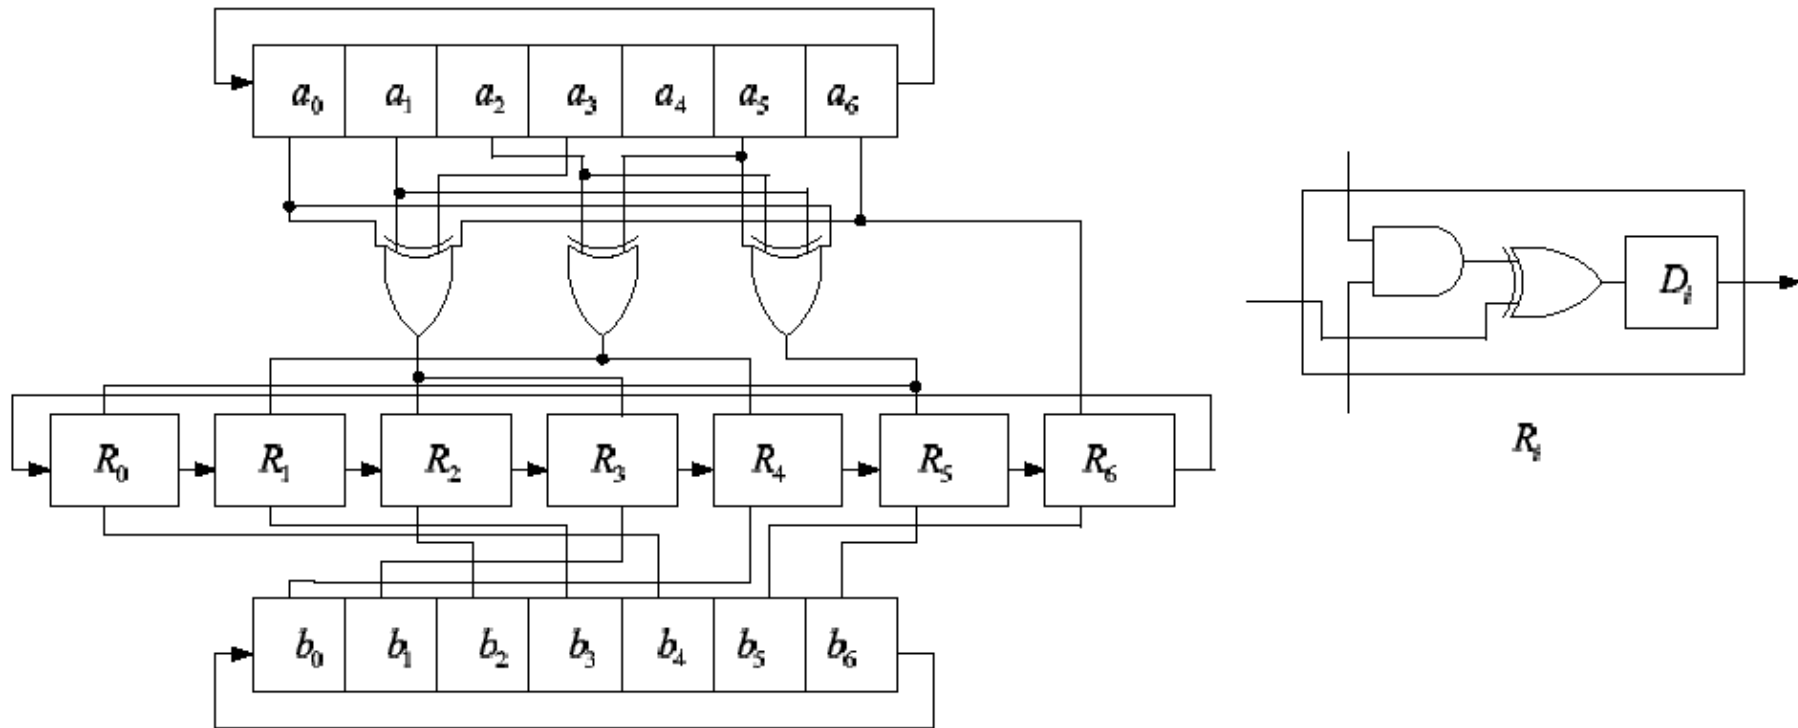 a₀ a₁ a₂ a₃ a₄ a₅ a₆
Dᵢ
R₀ R₁ R₂ R₃ R₄ R₅ R₆
Rᵢ
b₀ b₁ b₂ b₃ b₄ b₅ b₆